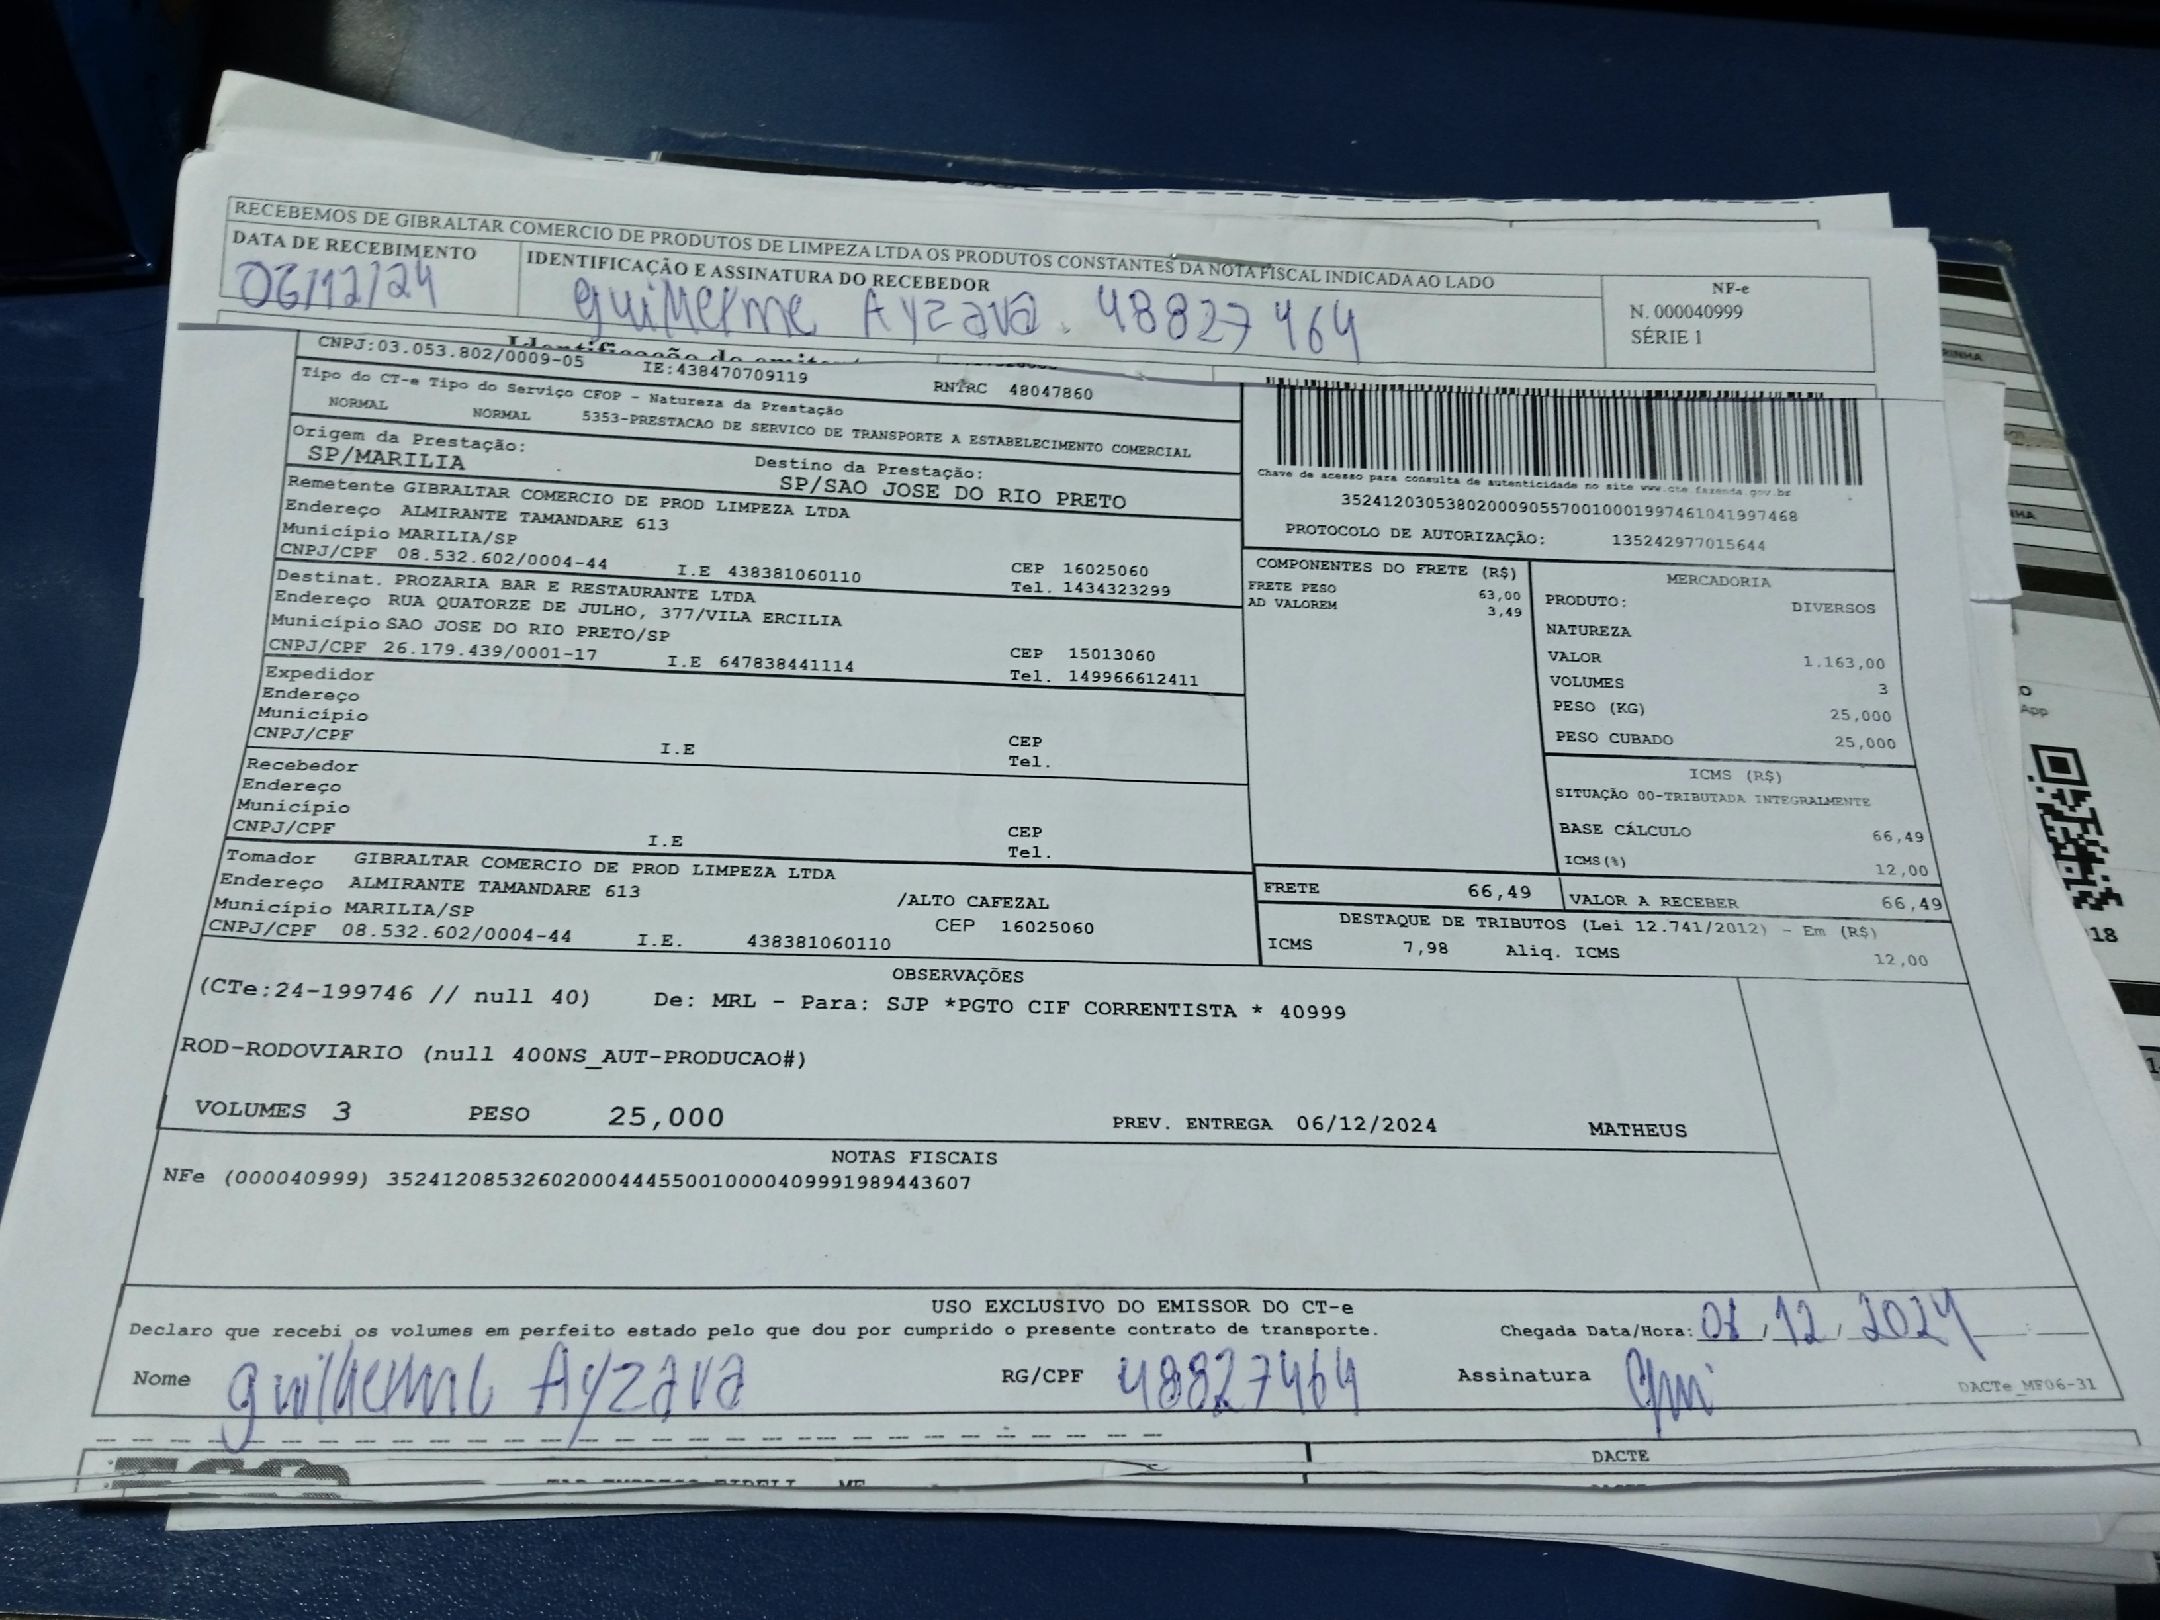 RECEBEMOS DE GIBRALTAR COMERCIO DE PRODUTOS DE LIMPEZA LTDA OS PRODUTOS CONSTANTES DA NOTA FISCAL INDICADA AO LADO
DATA DE RECEBIMENTO
IDENTIFICAÇÃO E ASSINATURA DO RECEBEDOR
06/12/24
guilherme Ayzava. 48827464
NF-e
N. 000040999
SÉRIE 1
CNPJ:03.053.802/0009-05 IE:438470709119 RNTRC 48047860
Tipo do CT-e Tipo do Serviço CFOP - Natureza da Prestação
NORMAL NORMAL 5353-PRESTACAO DE SERVICO DE TRANSPORTE A ESTABELECIMENTO COMERCIAL
Origem da Prestação: Destino da Prestação:
SP/MARILIA SP/SAO JOSE DO RIO PRETO
Remetente GIBRALTAR COMERCIO DE PROD LIMPEZA LTDA
Endereço ALMIRANTE TAMANDARE 613
Município MARILIA/SP CEP 16025060
CNPJ/CPF 08.532.602/0004-44 I.E 438381060110 Tel. 1434323299
Destinat. PROZARIA BAR E RESTAURANTE LTDA
Endereço RUA QUATORZE DE JULHO, 377/VILA ERCILIA
Município SAO JOSE DO RIO PRETO/SP CEP 15013060
CNPJ/CPF 26.179.439/0001-17 I.E 647838441114 Tel. 149966612411
Expedidor
Endereço
Município CEP
CNPJ/CPF I.E Tel.
Recebedor
Endereço
Município CEP
CNPJ/CPF I.E Tel.
Tomador GIBRALTAR COMERCIO DE PROD LIMPEZA LTDA
Endereço ALMIRANTE TAMANDARE 613 /ALTO CAFEZAL
Município MARILIA/SP CEP 16025060
CNPJ/CPF 08.532.602/0004-44 I.E. 438381060110
Chave de acesso para consulta de autenticidade no site www.cte.fazenda.gov.br
35241203053802000905570010001997461041997468
PROTOCOLO DE AUTORIZAÇÃO: 135242977015644
COMPONENTES DO FRETE (R$)
FRETE PESO 63,00
AD VALOREM 3,49
MERCADORIA
PRODUTO: DIVERSOS
NATUREZA
VALOR 1.163,00
VOLUMES 3
PESO (KG) 25,000
PESO CUBADO 25,000
ICMS (R$)
SITUAÇÃO 00-TRIBUTADA INTEGRALMENTE
BASE CÁLCULO 66,49
ICMS(%) 12,00
FRETE 66,49 VALOR A RECEBER 66,49
DESTAQUE DE TRIBUTOS (Lei 12.741/2012) - Em (R$)
ICMS 7,98 Aliq. ICMS 12,00
OBSERVAÇÕES
(CTe:24-199746 // null 40) De: MRL - Para: SJP *PGTO CIF CORRENTISTA * 40999
ROD-RODOVIARIO (null 400NS_AUT-PRODUCAO#)
VOLUMES 3 PESO 25,000 PREV. ENTREGA 06/12/2024 MATHEUS
NOTAS FISCAIS
NFe (000040999) 35241208532602000444550010000409991989443607
USO EXCLUSIVO DO EMISSOR DO CT-e
Declaro que recebi os volumes em perfeito estado pelo que dou por cumprido o presente contrato de transporte. Chegada Data/Hora: 12, 2024
Nome guilherme Ayzava RG/CPF 48827464 Assinatura
DACTe_MF06-31
DACTE
18
App